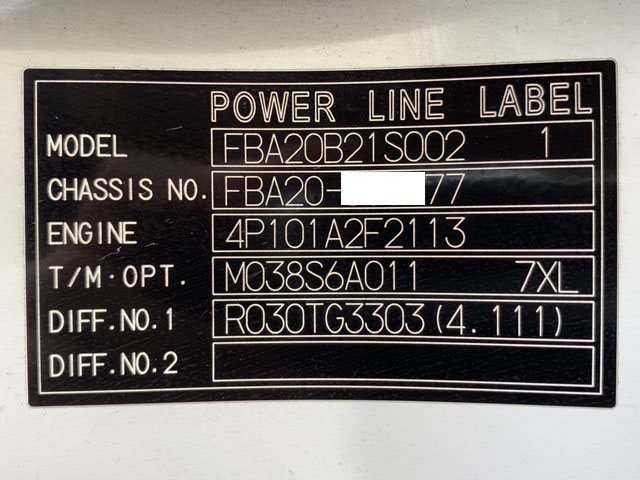 POWER LINE LABEL
MODEL FBA20B21S002 1
CHASSIS NO. FBA20- 77
ENGINE 4P101A2F2113
T/M·OPT. M038S6A011 7XL
DIFF.NO.1 R030TG3303(4.111)
DIFF.NO.2